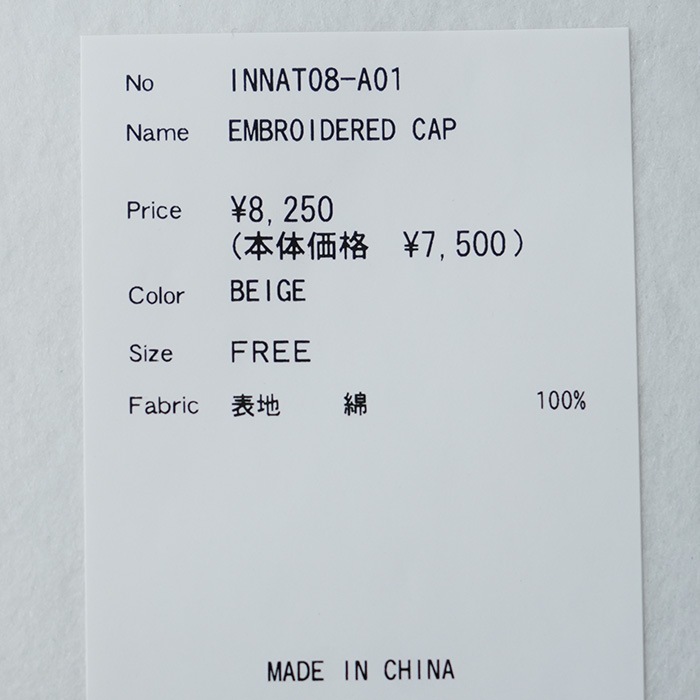 No INNAT08-A01
Name EMBROIDERED CAP
Price ¥8,250
(本体価格 ¥7,500)
Color BEIGE
Size FREE
Fabric 表地 綿 100%
MADE IN CHINA